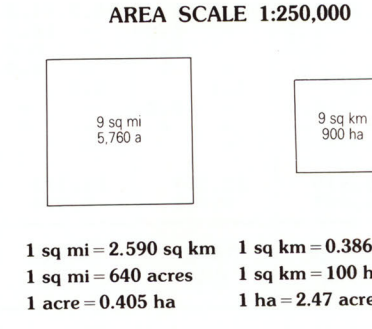 AREA SCALE 1:250,000
9 sq mi
5,760 a
9 sq km
900 ha
1 sq mi = 2.590 sq km
1 sq km = 0.386
1 sq mi = 640 acres
1 sq km = 100 h
1 acre = 0.405 ha
1 ha = 2.47 acre